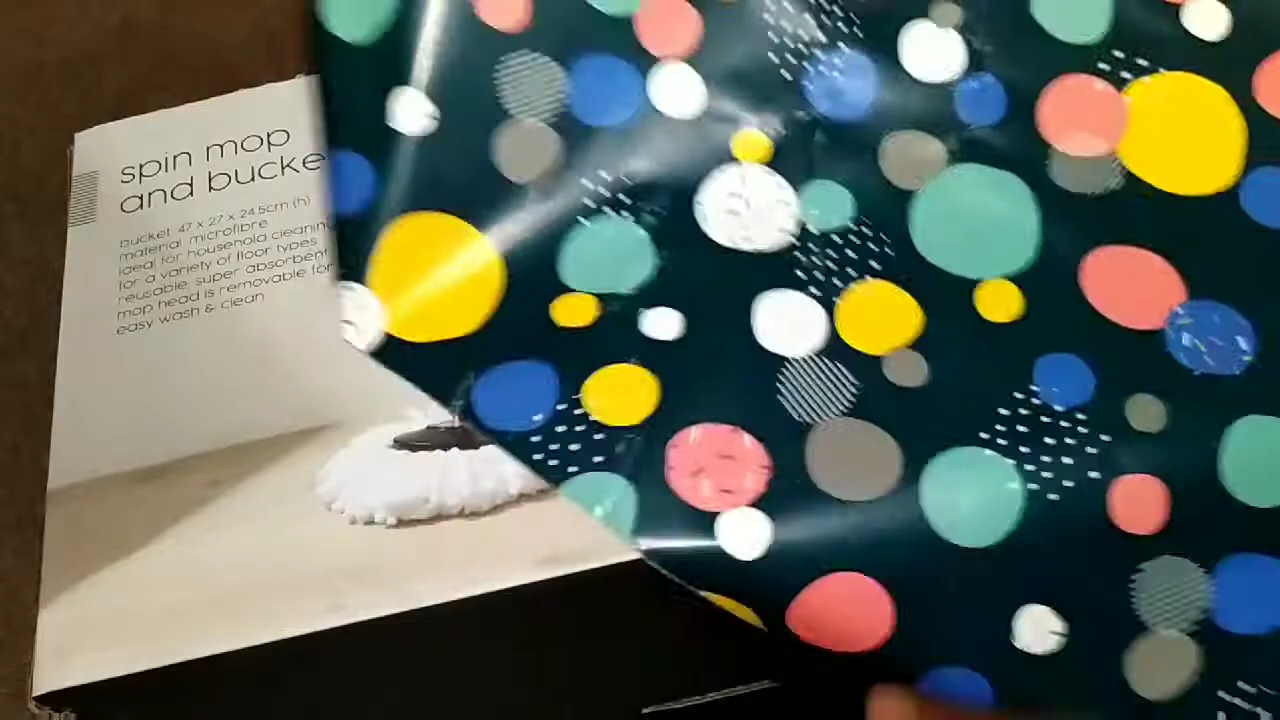 spin mop
and bucke
bucket: 47 x 27 x 24.5cm (h)
material: microfibre
ideal for household cleaning
for a variety of floor types
reusable, super absorbent
mop head is removable for
easy wash & clean